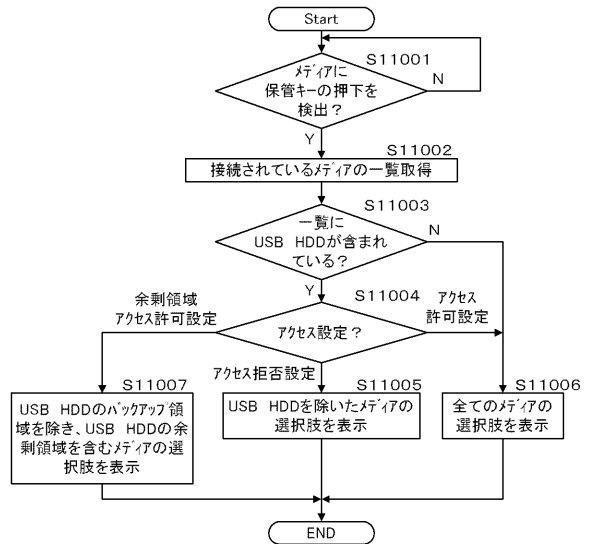 Start
S11001
メディアに
保管キーの押下を
検出？
N
Y
S11002
接続されているメディアの一覧取得
S11003
一覧に
USB HDDが含まれ
ている？
N
Y
S11004
アクセス設定？
余剰領域
アクセス許可設定
アクセス
許可設定
アクセス拒否設定
S11007
USB HDDのバックアップ領
域を除き、USB HDDの余
剰領域を含むメディアの選
択肢を表示
S11005
USB HDDを除いたメディアの
選択肢を表示
S11006
全てのメディアの
選択肢を表示
END